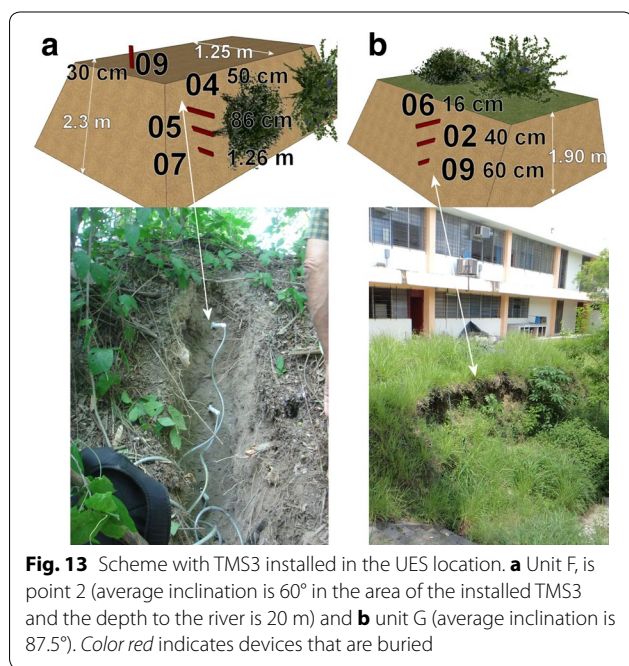 a
b
1.25 m
30 cm 09
04 50 cm
2.3 m
05 86 cm
07 1.26 m
06 16 cm
02 40 cm
09 60 cm
1.90 m
Fig. 13 Scheme with TMS3 installed in the UES location. a Unit F, is
point 2 (average inclination is 60° in the area of the installed TMS3
and the depth to the river is 20 m) and b unit G (average inclination is
87.5°). Color red indicates devices that are buried